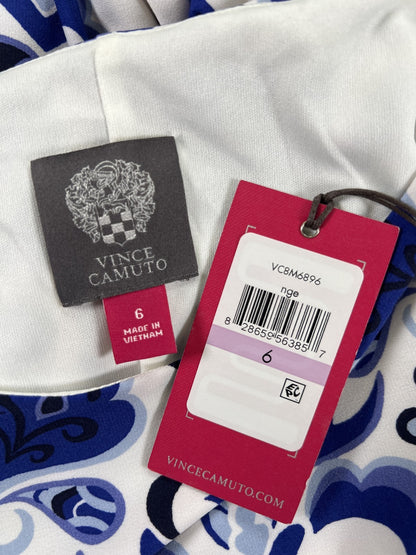 VINCE
CAMUTO
6
MADE IN
VIETNAM
VC8M6896
nge
8 28659 56385 7
6
VINCECAMUTO.COM